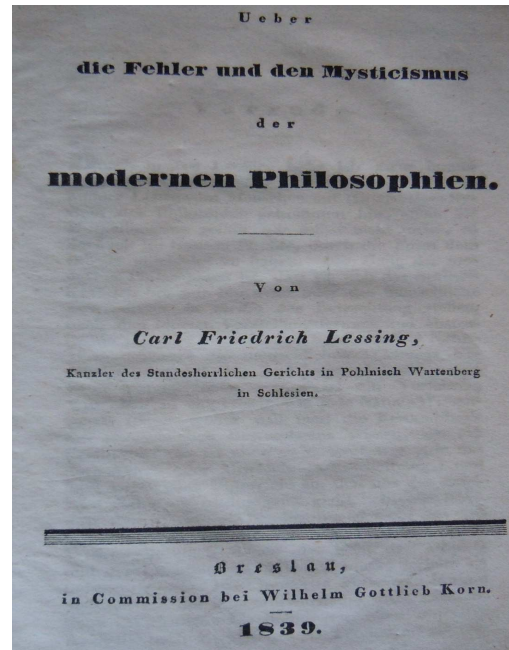 Ueber
die Fehler und den Mysticismus
der
modernen Philosophien.
Von
Carl Friedrich Lessing,
Kanzler des Standesherrlichen Gerichts in Pohlnisch Wartenberg
in Schlesien.
Breslau,
in Commission bei Wilhelm Gottlieb Korn.
1839.